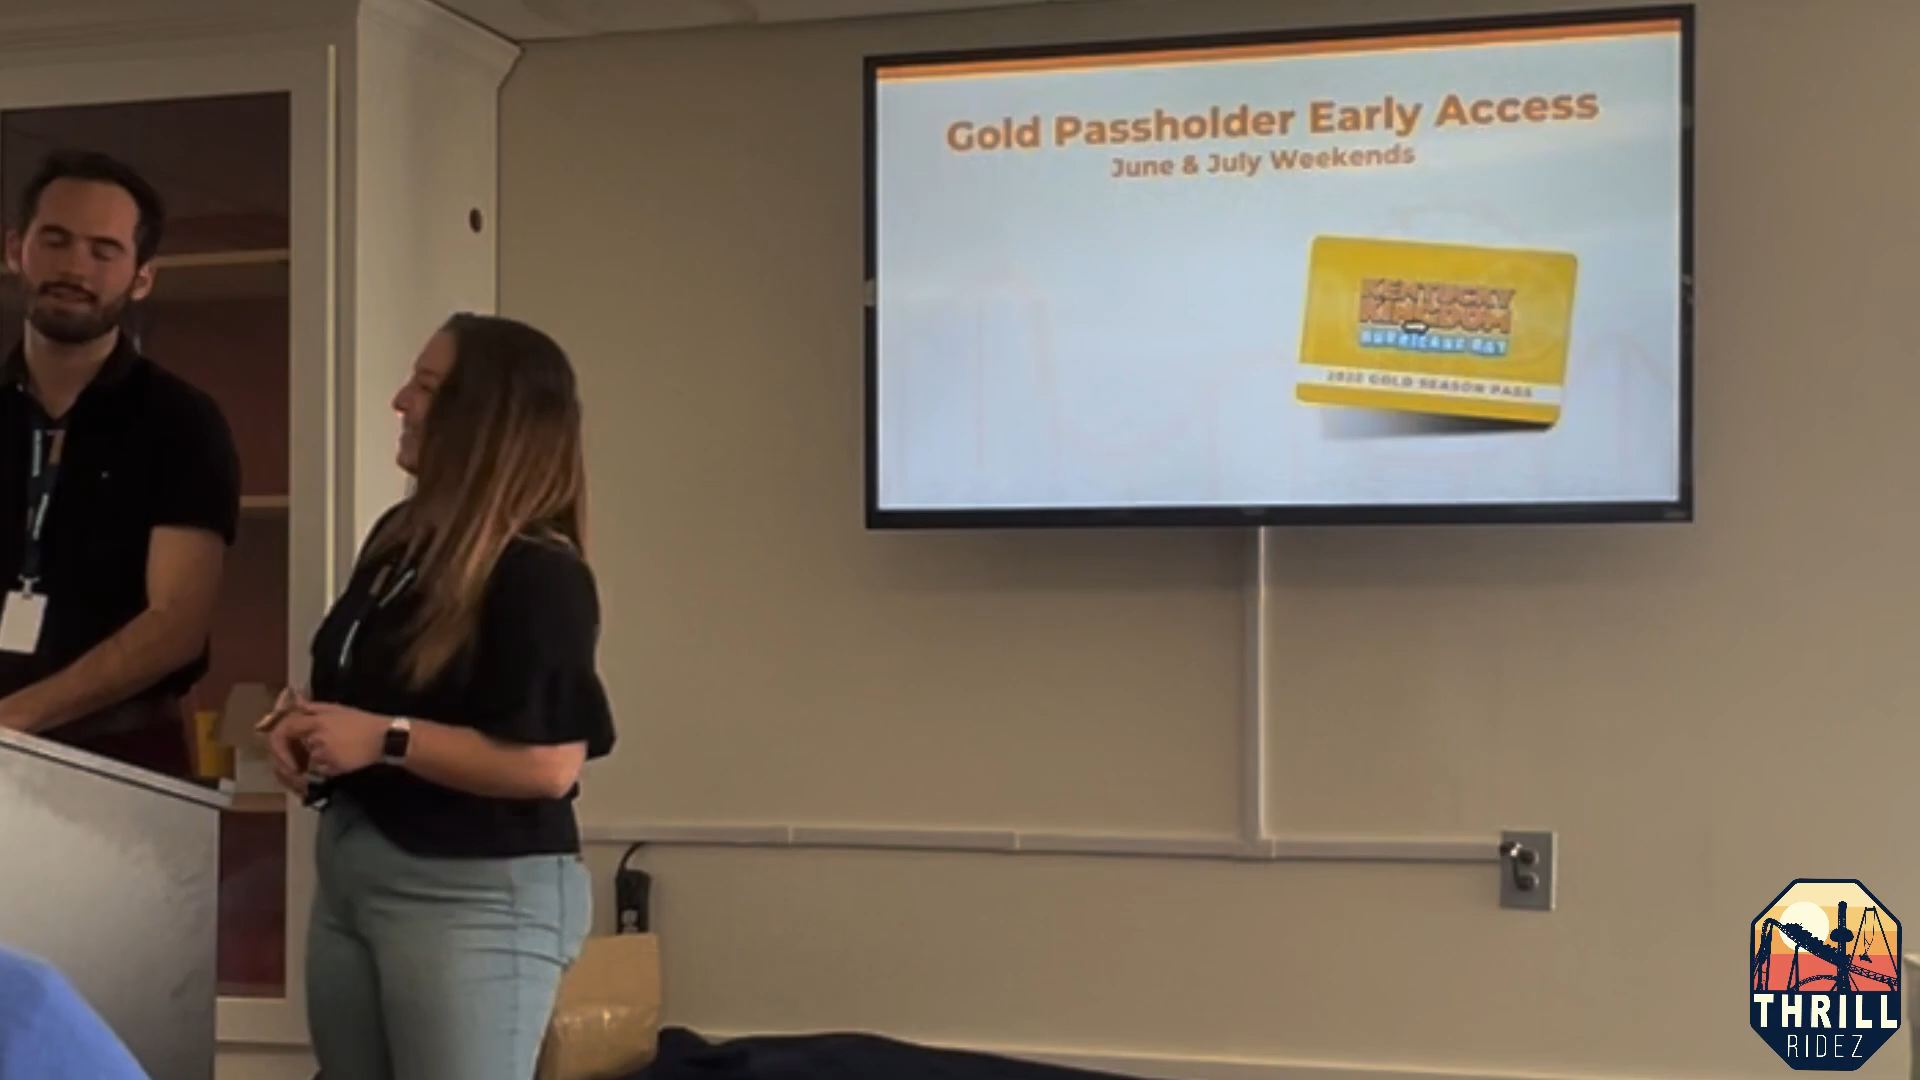 Gold Passholder Early Access
June & July Weekends
KENTUCKY
KINGDOM
HURRICANE BAY
GOLD SEASON PASS
THRILL
RIDEZ